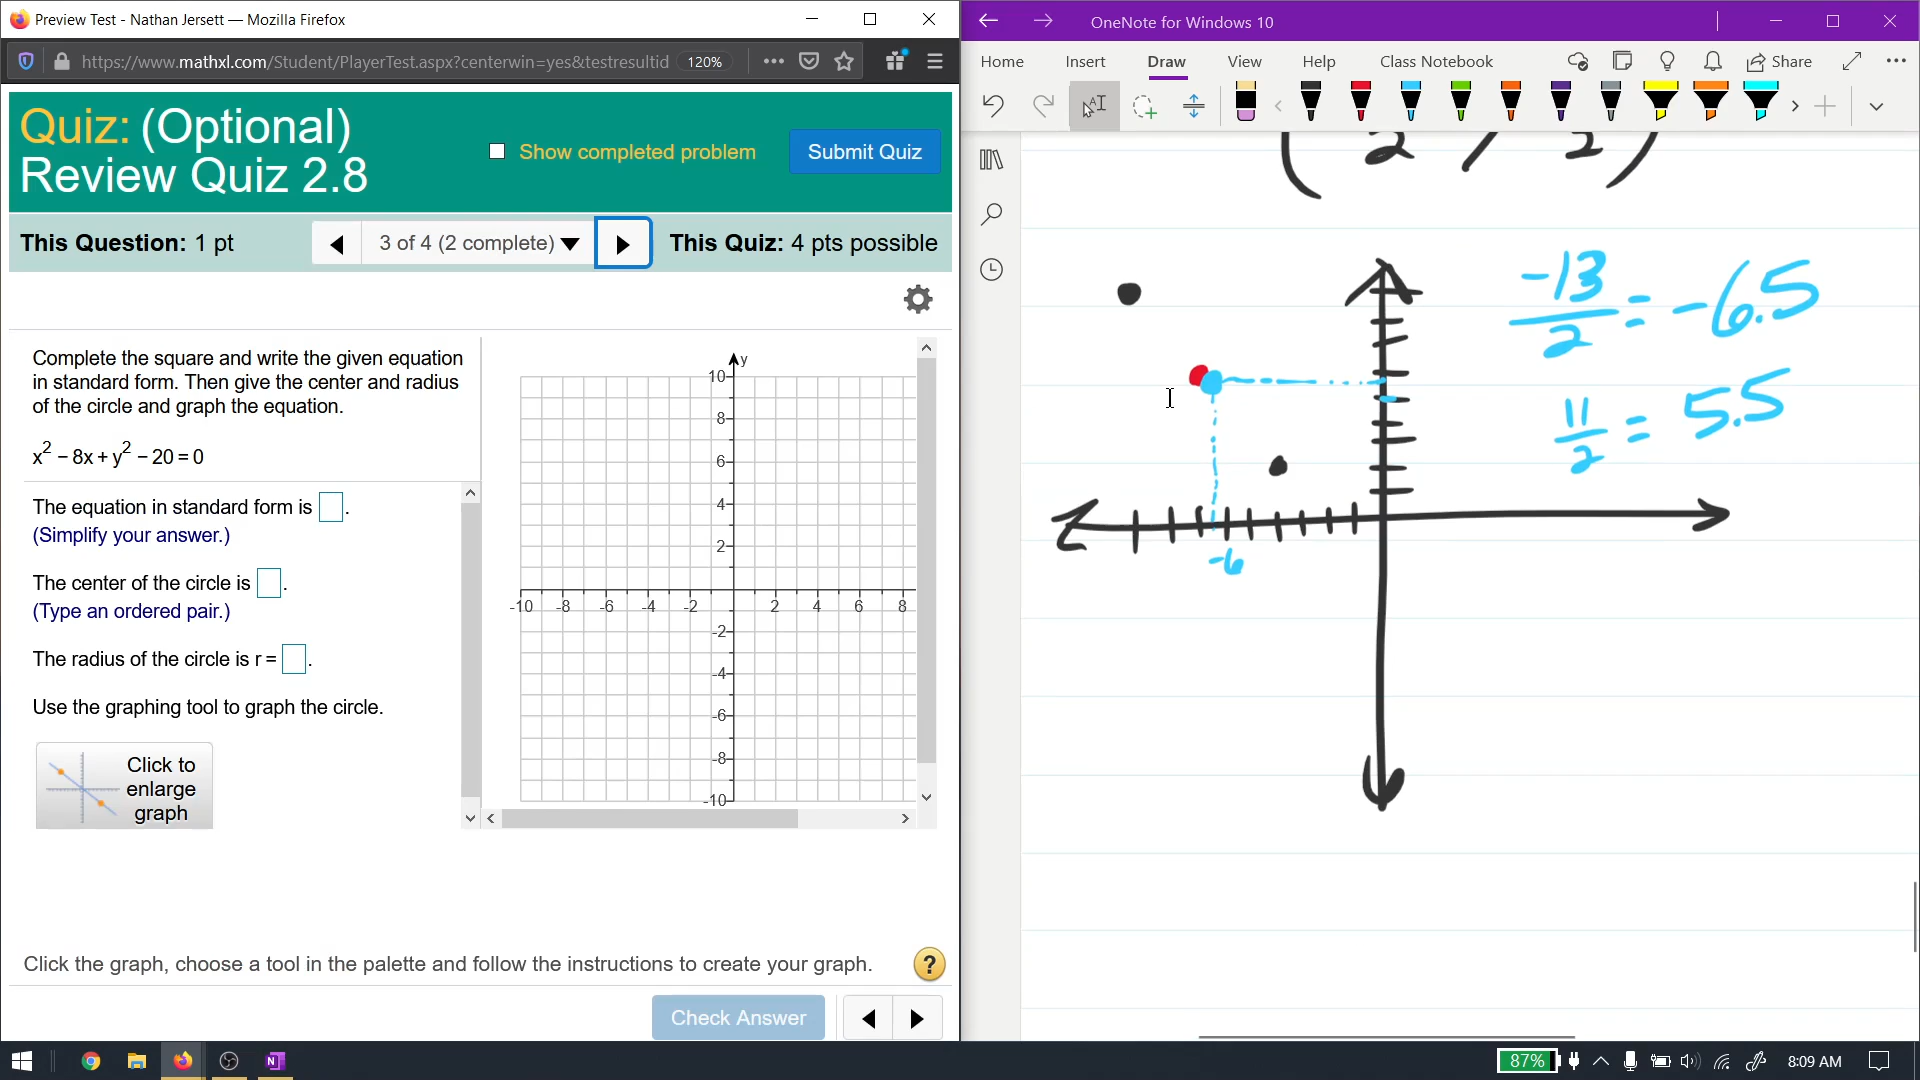 Preview Test - Nathan Jersett — Mozilla Firefox
https://www.mathxl.com/Student/PlayerTest.aspx?centerwin=yes&testresultid
120%
Quiz: (Optional)
Review Quiz 2.8
Show completed problem
Submit Quiz
This Question: 1 pt
3 of 4 (2 complete)
This Quiz: 4 pts possible
Complete the square and write the given equation
in standard form. Then give the center and radius
of the circle and graph the equation.
x² − 8x + y² − 20 = 0
The equation in standard form is .
(Simplify your answer.)
The center of the circle is .
(Type an ordered pair.)
The radius of the circle is r = .
Use the graphing tool to graph the circle.
Click to
enlarge
graph
y
10
8
6
4
2
-10 -8 -6 -4 -2 2 4 6 8
-2
-4
-6
-8
-10
Click the graph, choose a tool in the palette and follow the instructions to create your graph.
?
Check Answer
OneNote for Windows 10
Home Insert Draw View Help Class Notebook Share
( 2 , 2 )
-13/2 = -6.5
11/2 = 5.5
-6
87%
8:09 AM